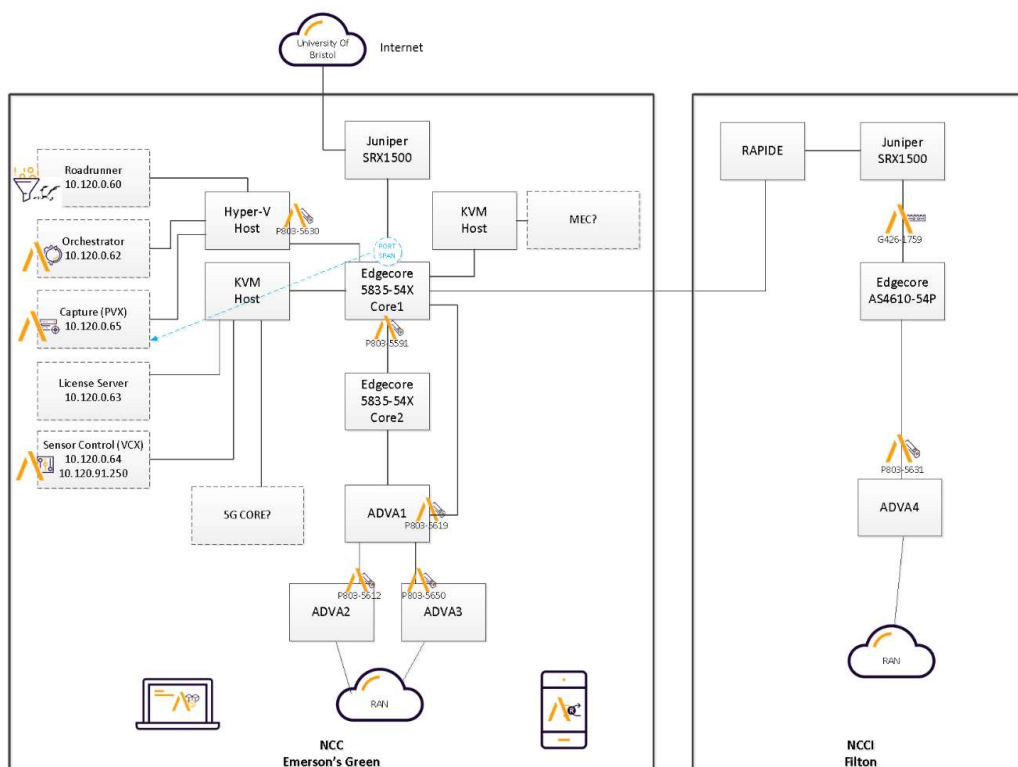 University Of
Bristol
Internet
Juniper
SRX1500
RAPIDE
Juniper
SRX1500
Roadrunner
10.120.0.60
Hyper-V
Host
P803-5630
KVM
Host
MEC?
G426-1759
Orchestrator
10.120.0.62
PORT
SPAN
KVM
Host
Edgecore
5835-54X
Core1
Edgecore
AS4610-54P
Capture (PVX)
10.120.0.65
P803-5591
License Server
10.120.0.63
Edgecore
5835-54X
Core2
Sensor Control (VCX)
10.120.0.64
10.120.91.250
P803-5631
5G CORE?
ADVA1
P803-5619
ADVA4
P803-5612
P803-5650
ADVA2
ADVA3
RAN
RAN
NCC
Emerson's Green
NCCI
Filton